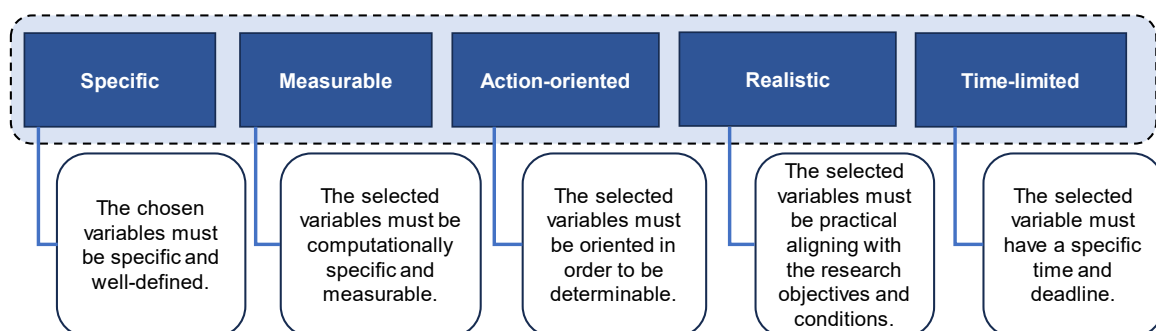 Specific
Measurable
Action-oriented
Realistic
Time-limited
The chosen
variables must
be specific and
well-defined.
The selected
variables must be
computationally
specific and
measurable.
The selected
variables must
be oriented in
order to be
determinable.
The selected
variables must
be practical
aligning with
the research
objectives and
conditions.
The selected
variable must
have a specific
time and
deadline.